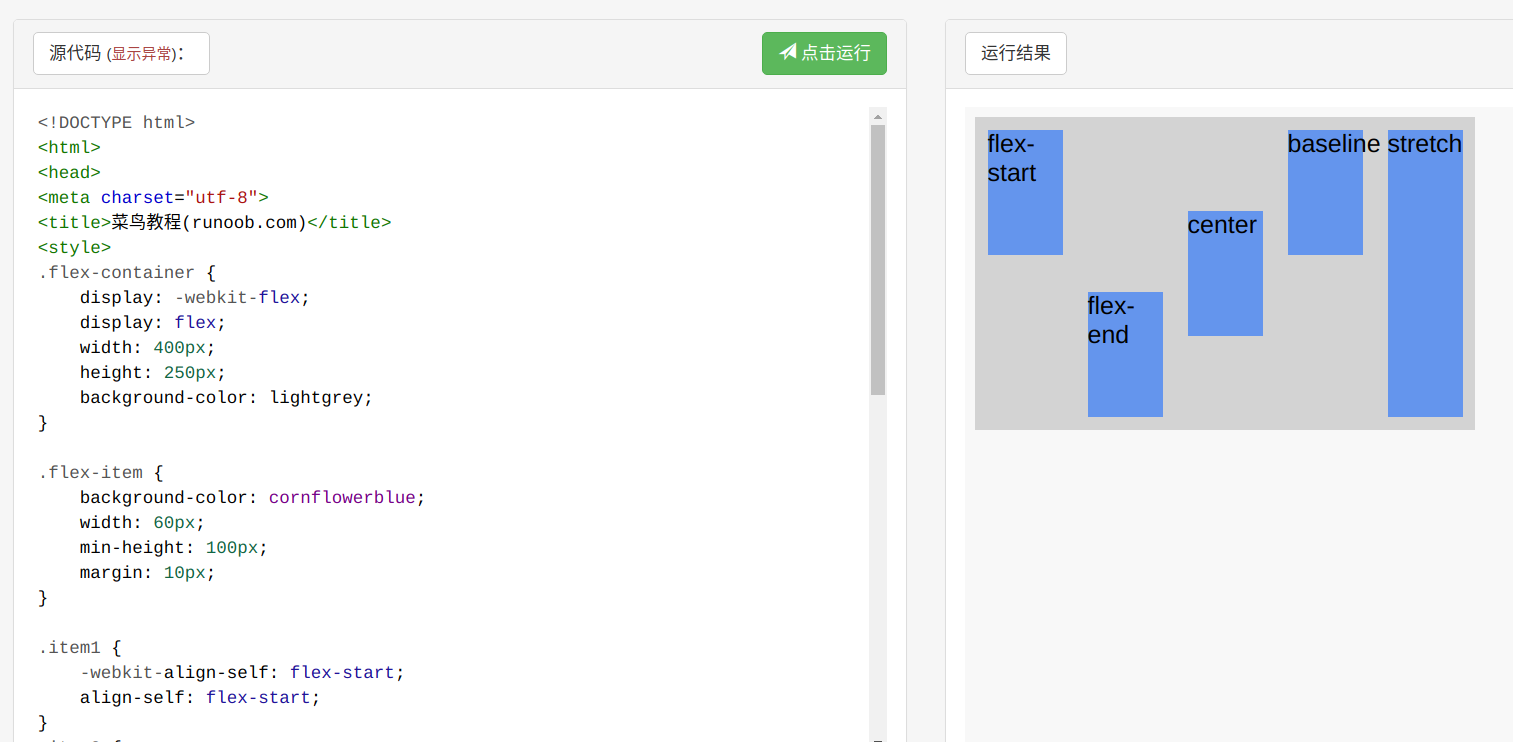 源代码 (显示异常)：
点击运行
<!DOCTYPE html>
<html>
<head>
<meta charset="utf-8">
<title>菜鸟教程(runoob.com)</title>
<style>
.flex-container {
    display: -webkit-flex;
    display: flex;
    width: 400px;
    height: 250px;
    background-color: lightgrey;
}
.flex-item {
    background-color: cornflowerblue;
    width: 60px;
    min-height: 100px;
    margin: 10px;
}
.item1 {
    -webkit-align-self: flex-start;
    align-self: flex-start;
}
运行结果
flex-
start
flex-
end
center
baseline
stretch